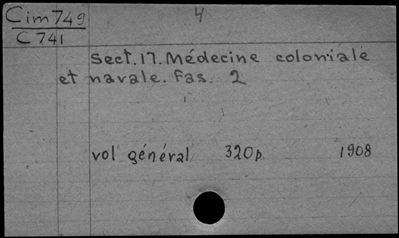 Cim 749 4
C 741
Sect. 17. Médecine coloniale
et navale. Fas. 2
vol général 320p 1908